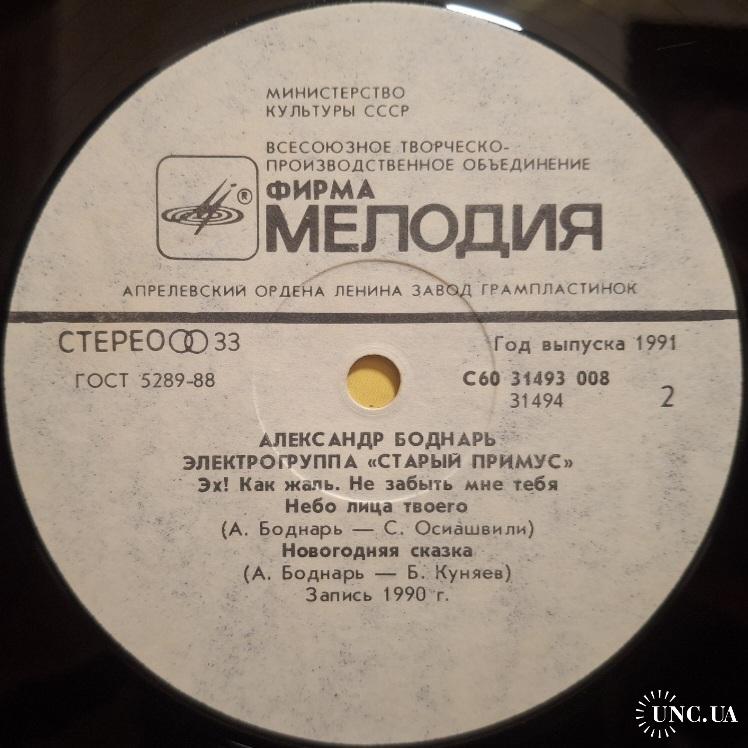 МИНИСТЕРСТВО
КУЛЬТУРЫ СССР
ВСЕСОЮЗНОЕ ТВОРЧЕСКО-
ПРОИЗВОДСТВЕННОЕ ОБЪЕДИНЕНИЕ
®
ФИРМА
МЕЛОДИЯ
АПРЕЛЕВСКИЙ ОРДЕНА ЛЕНИНА ЗАВОД ГРАМПЛАСТИНОК
СТЕРЕО 33
Год выпуска 1991
ГОСТ 5289-88
С60 31493 008
31494
2
АЛЕКСАНДР БОДНАРЬ
ЭЛЕКТРОГРУППА «СТАРЫЙ ПРИМУС»
Эх! Как жаль. Не забыть мне тебя
Небо лица твоего
(А. Боднарь — С. Осиашвили)
Новогодняя сказка
(А. Боднарь — Б. Куняев)
Запись 1990 г.
UNC.UA